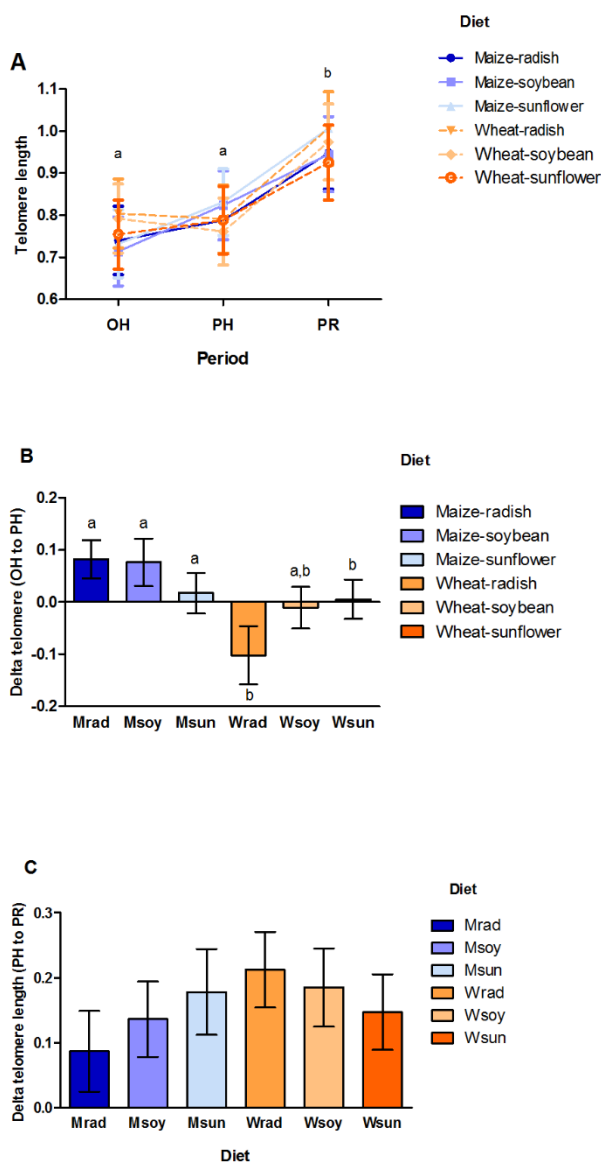 Diet
A
Maize-radish
Maize-soybean
Maize-sunflower
Wheat-radish
Wheat-soybean
Wheat-sunflower
Telomere length
1.1
1.0
0.9
0.8
0.7
0.6
a
a
b
OH PH PR
Period
B
Diet
Maize-radish
Maize-soybean
Maize-sunflower
Wheat-radish
Wheat-soybean
Wheat-sunflower
Delta telomere (OH to PH)
0.2
0.1
0.0
-0.1
-0.2
a a a b a,b b
Mrad Msoy Msun Wrad Wsoy Wsun
C
Diet
Mrad
Msoy
Msun
Wrad
Wsoy
Wsun
Delta telomere length (PH to PR)
0.3
0.2
0.1
0.0
Mrad Msoy Msun Wrad Wsoy Wsun
Diet